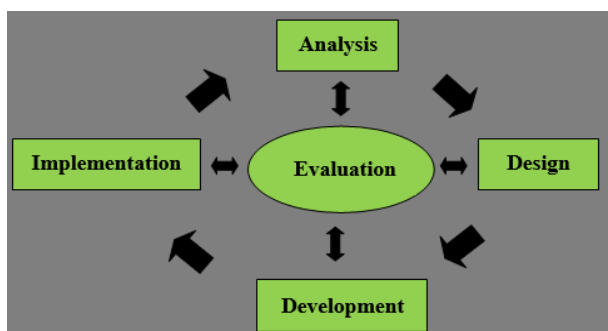 Analysis
Implementation
Evaluation
Design
Development